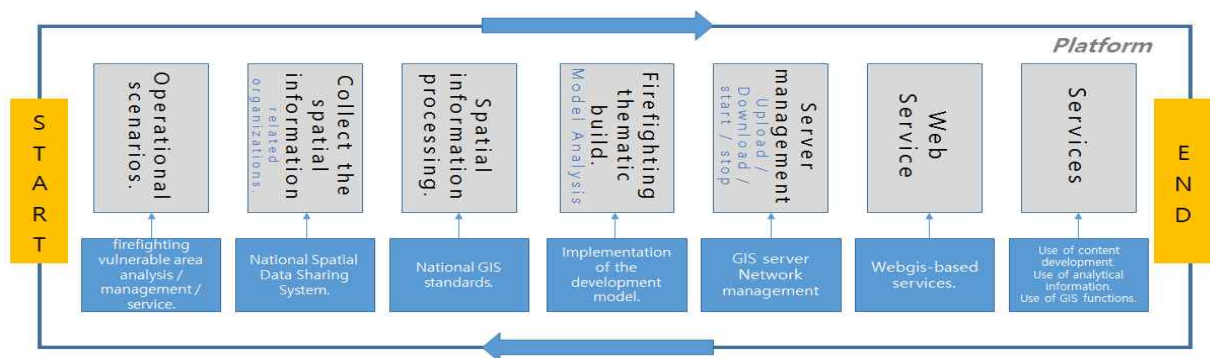 Platform
START
Operational
scenarios.
Collect the
spatial
information
related
organizations.
Spatial
information
processing.
Firefighting
thematic
build.
Model Analysis
Server
management
Upload /
Download /
start / stop
Web
Service
Services
END
firefighting
vulnerable area
analysis /
management /
service.
National Spatial
Data Sharing
System.
National GIS
standards.
Implementation
of the
development
model.
GIS server
Network
management
Webgis-based
services.
Use of content
development.
Use of analytical
information.
Use of GIS functions.